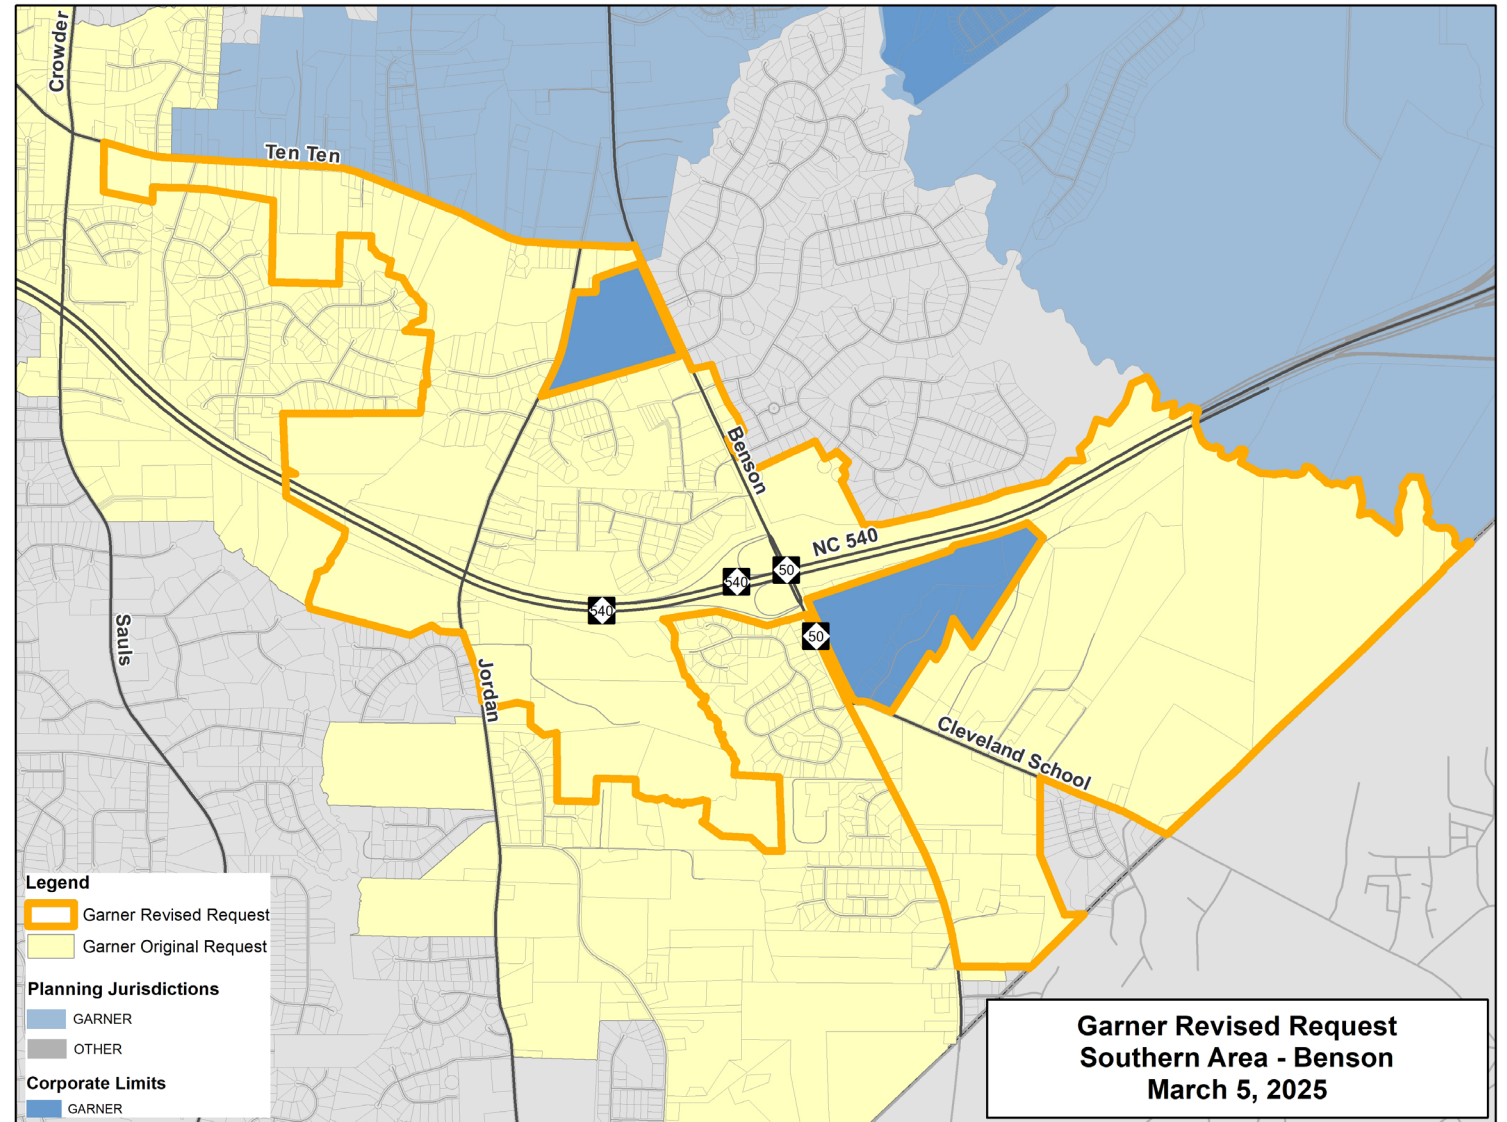 Crowder
Ten Ten
Benson
NC 540
50
540
540
50
Sauls
Jordan
Cleveland School
Legend
Garner Revised Request
Garner Original Request
Planning Jurisdictions
GARNER
OTHER
Corporate Limits
GARNER
Garner Revised Request
Southern Area - Benson
March 5, 2025